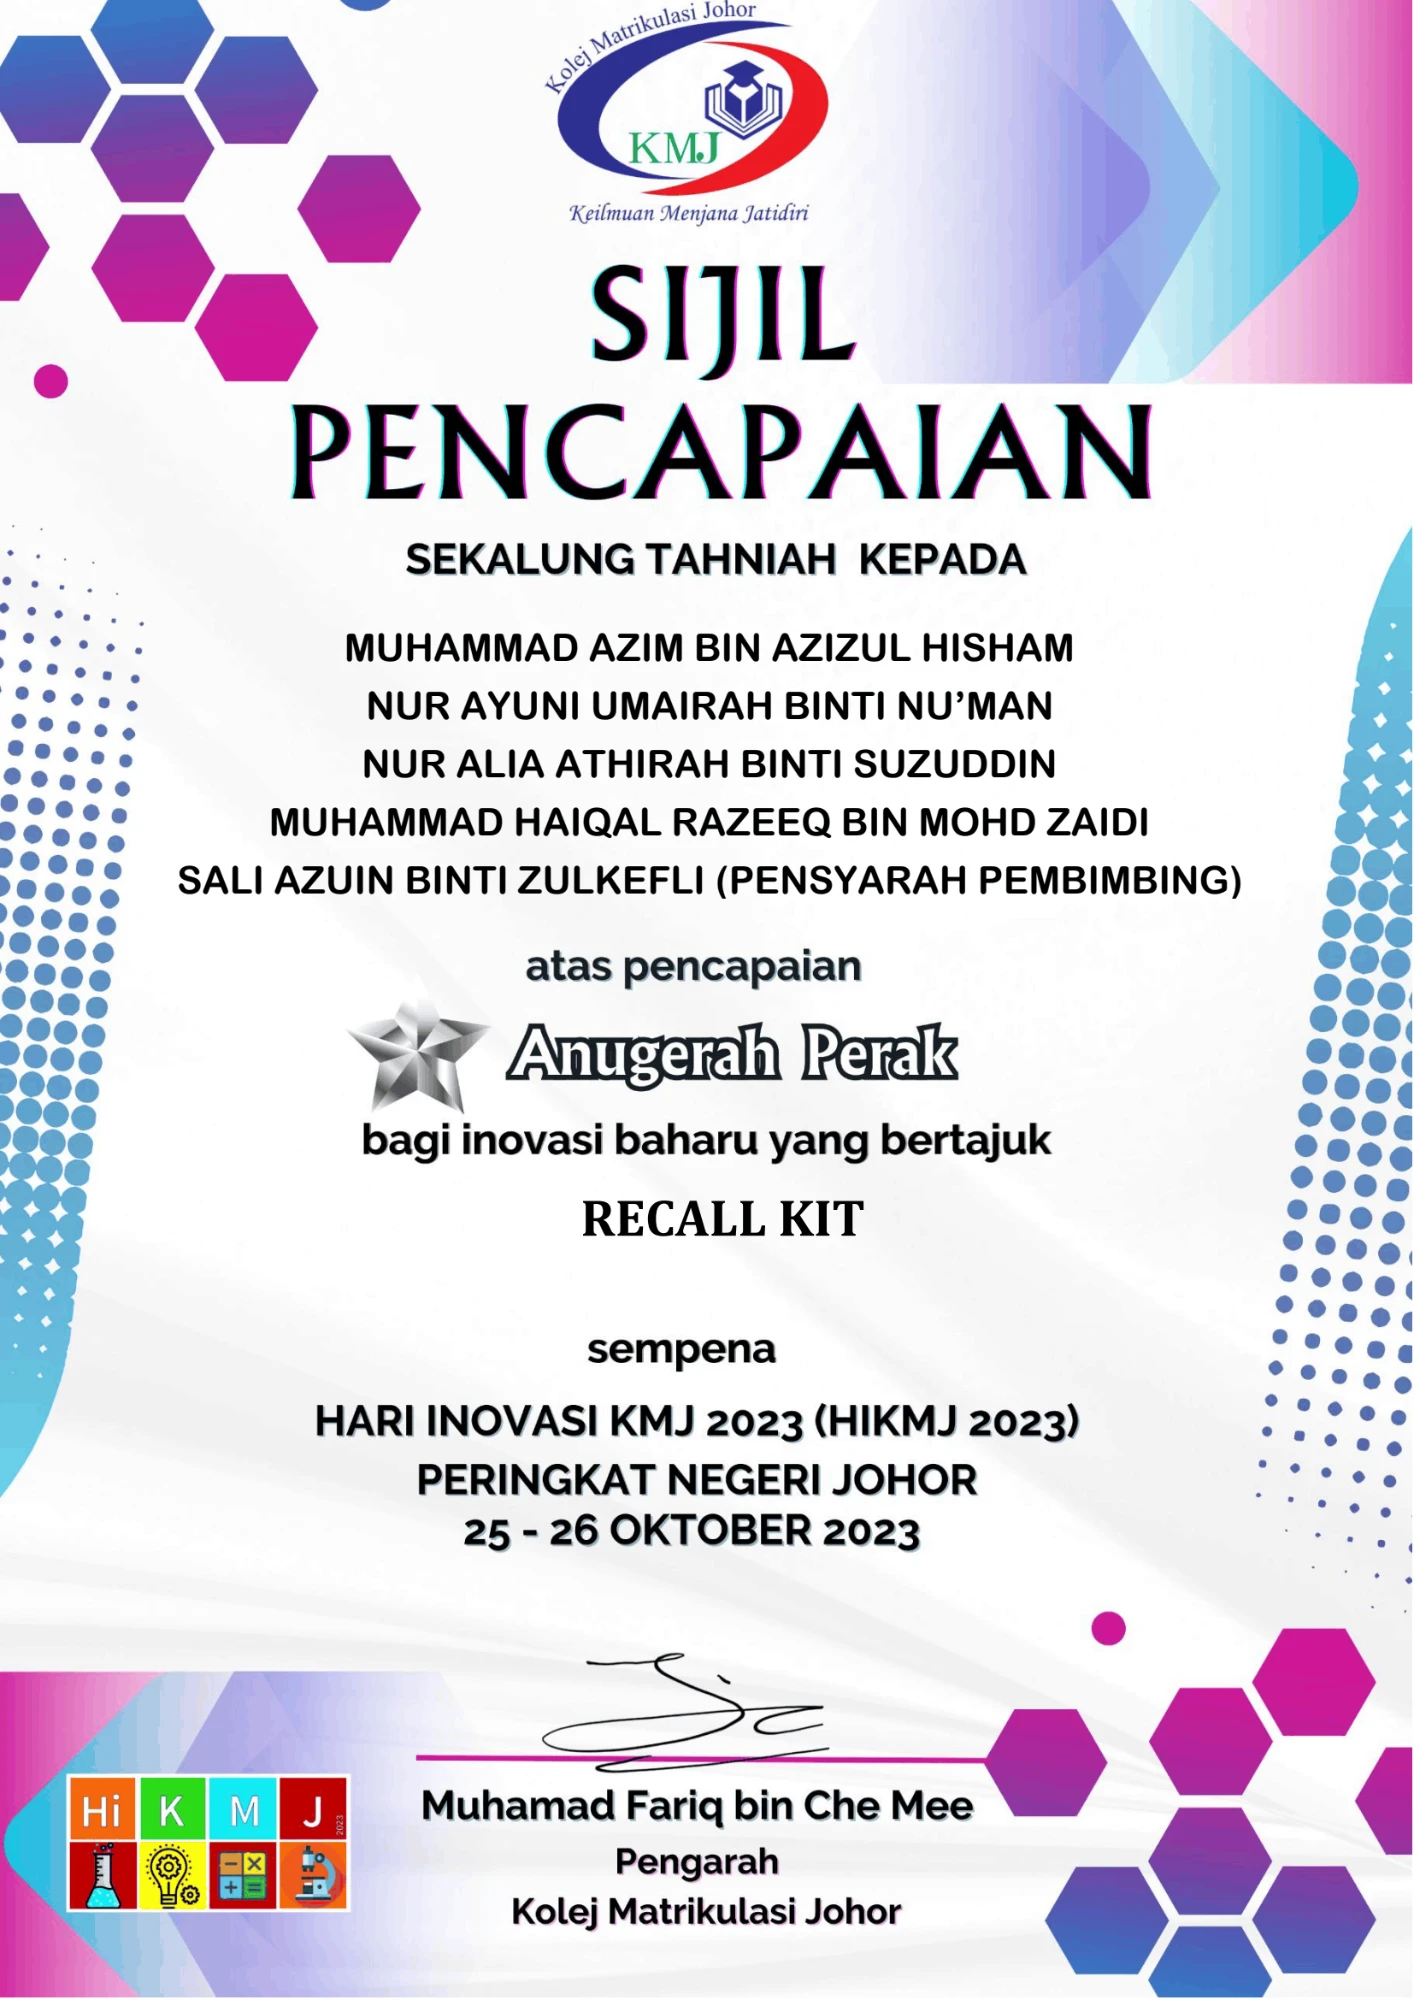 Kolej Matrikulasi Johor
KMJ
Keilmuan Menjana Jatidiri
SIJIL
PENCAPAIAN
SEKALUNG TAHNIAH KEPADA
MUHAMMAD AZIM BIN AZIZUL HISHAM
NUR AYUNI UMAIRAH BINTI NU’MAN
NUR ALIA ATHIRAH BINTI SUZUDDIN
MUHAMMAD HAIQAL RAZEEQ BIN MOHD ZAIDI
SALI AZUIN BINTI ZULKEFLI (PENSYARAH PEMBIMBING)
atas pencapaian
Anugerah Perak
bagi inovasi baharu yang bertajuk
RECALL KIT
sempena
HARI INOVASI KMJ 2023 (HIKMJ 2023)
PERINGKAT NEGERI JOHOR
25 - 26 OKTOBER 2023
Muhamad Fariq bin Che Mee
Pengarah
Kolej Matrikulasi Johor
Hi K M J 2023